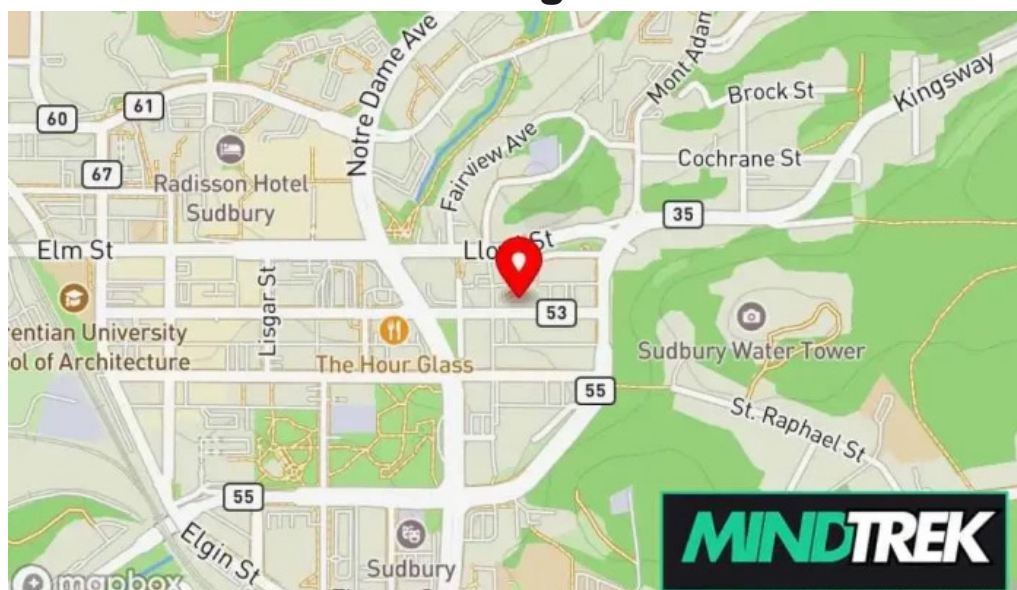 g
61
60
Notre Dame Ave
Mont Adam
Brock St
Kingsway
67
Fairview Ave
Cochrane St
Radisson Hotel
Sudbury
35
Elm St
St
53
Lisgar St
rentian University
ol of Architecture
The Hour Glass
Sudbury Water Tower
55
St. Raphael St
55
MINDTREK
Elgin St
Sudbury
mapbox